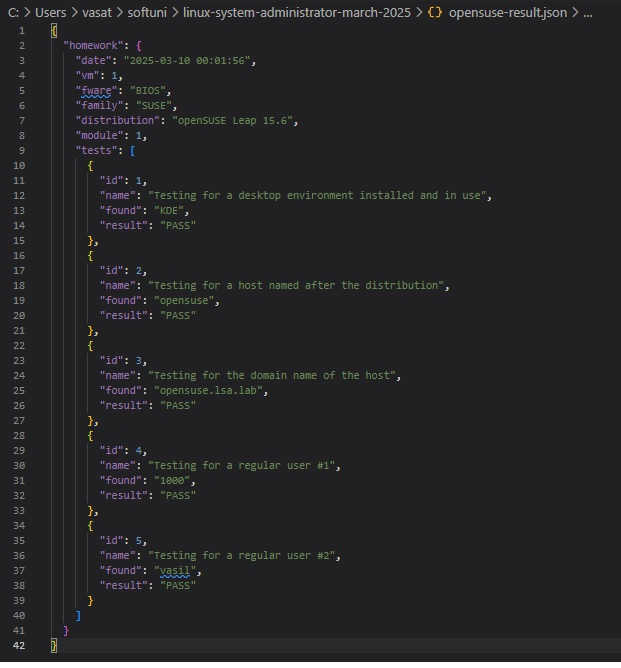 C: > Users > vasat > softuni > linux-system-administrator-march-2025 > {} opensuse-result.json > ...
1 {
2 "homework": {
3 "date": "2025-03-10 00:01:56",
4 "vm": 1,
5 "fware": "BIOS",
6 "family": "SUSE",
7 "distribution": "openSUSE Leap 15.6",
8 "module": 1,
9 "tests": [
10 {
11 "id": 1,
12 "name": "Testing for a desktop environment installed and in use",
13 "found": "KDE",
14 "result": "PASS"
15 },
16 {
17 "id": 2,
18 "name": "Testing for a host named after the distribution",
19 "found": "opensuse",
20 "result": "PASS"
21 },
22 {
23 "id": 3,
24 "name": "Testing for the domain name of the host",
25 "found": "opensuse.lsa.lab",
26 "result": "PASS"
27 },
28 {
29 "id": 4,
30 "name": "Testing for a regular user #1",
31 "found": "1000",
32 "result": "PASS"
33 },
34 {
35 "id": 5,
36 "name": "Testing for a regular user #2",
37 "found": "vasil",
38 "result": "PASS"
39 }
40 ]
41 }
42 }